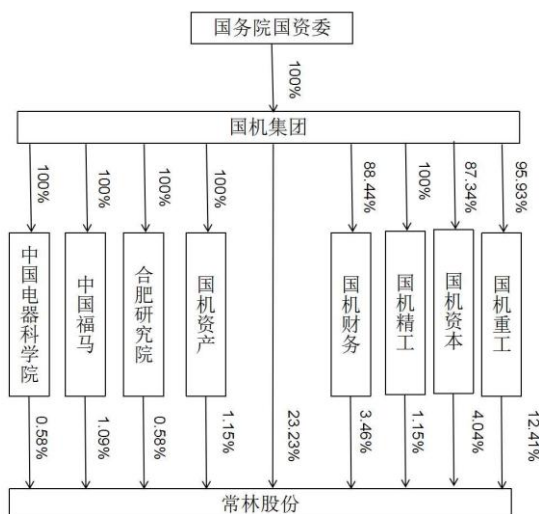 国务院国资委
100%
国机集团
100%
100%
100%
100%
88.44%
100%
87.34%
95.93%
中国电器科学院
中国福马
合肥研究院
国机资产
国机财务
国机精工
国机资本
国机重工
0.58%
1.09%
0.58%
1.15%
23.23%
3.46%
1.15%
4.04%
12.41%
常林股份